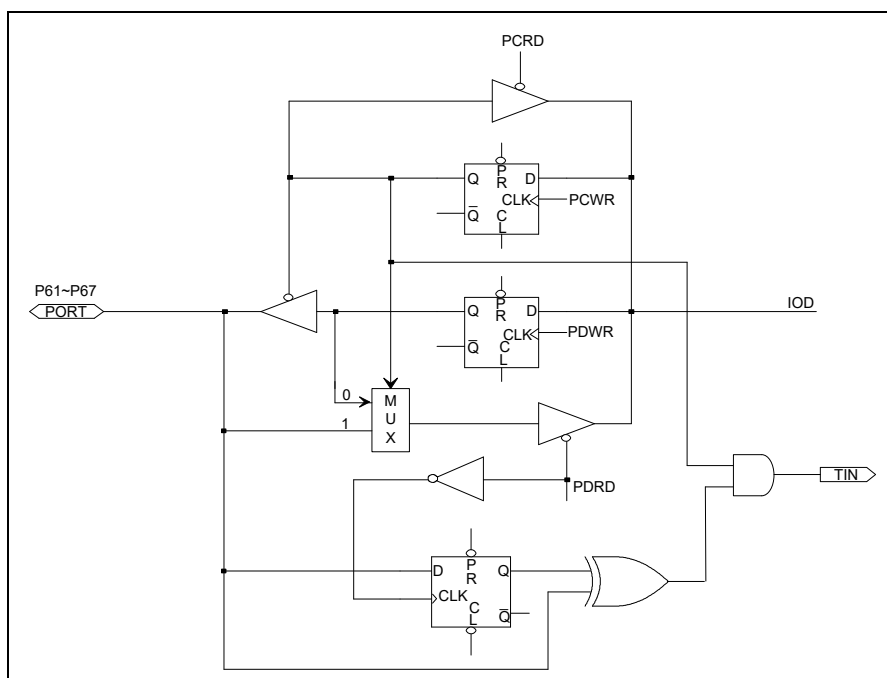 PCRD
Q
P
R
D
CLK
PCWR
Q̅
C
L
P61~P67
PORT
IOD
Q
P
R
D
CLK
PDWR
Q̅
C
L
0
1
M
U
X
PDRD
TIN
D
P
R
Q
CLK
C
L
Q̅